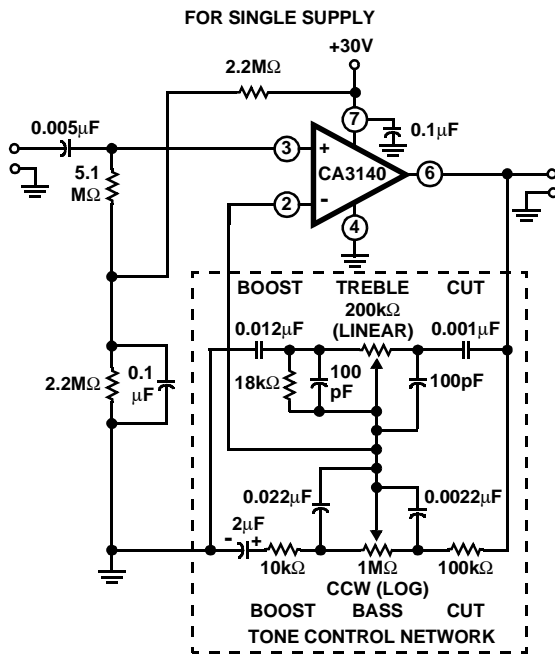 FOR SINGLE SUPPLY
+30V
2.2MΩ
7
0.005μF
0.1μF
3
+
CA3140
6
5.1
MΩ
2
-
4
BOOST TREBLE CUT
200kΩ
(LINEAR)
0.012μF
0.001μF
0.1
μF
2.2MΩ
18kΩ
100
pF
100pF
0.022μF
0.0022μF
- 2μF +
10kΩ
1MΩ
100kΩ
CCW (LOG)
BOOST BASS CUT
TONE CONTROL NETWORK